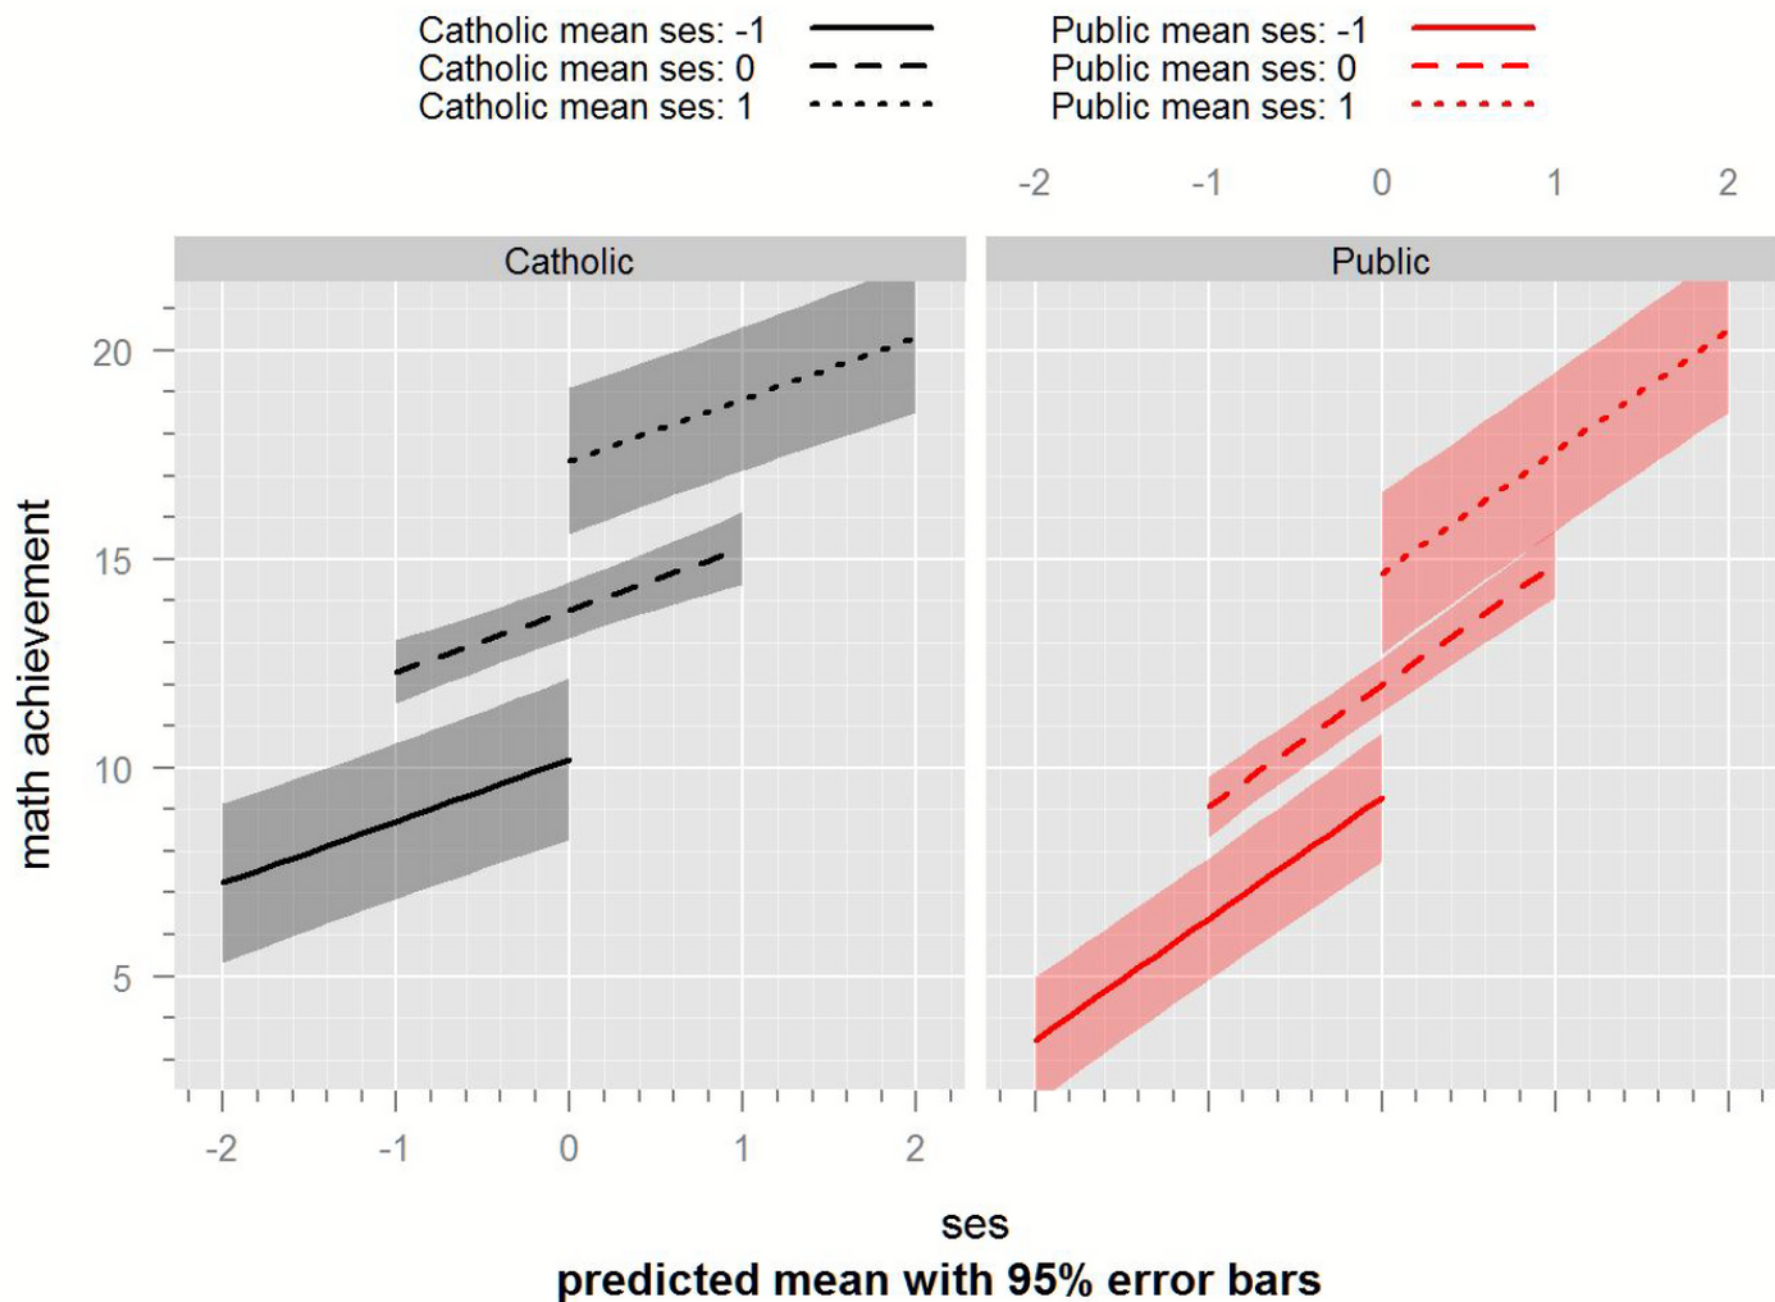 Catholic mean ses: -1
Catholic mean ses: 0
Catholic mean ses: 1
Public mean ses: -1
Public mean ses: 0
Public mean ses: 1
-2 -1 0 1 2
Catholic
Public
20
15
10
5
math achievement
-2 -1 0 1 2
ses
predicted mean with 95% error bars